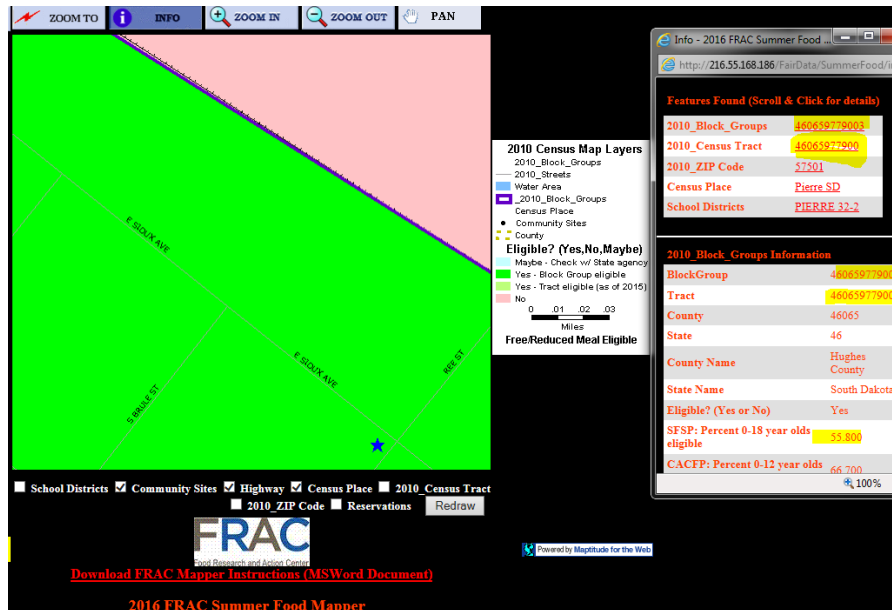 ZOOM TO
INFO
ZOOM IN
ZOOM OUT
PAN
E SIOUX AVE
E SIOUX AVE
S BRULE ST
REE ST
2010 Census Map Layers
2010_Block_Groups
2010_Streets
Water Area
_2010_Block_Groups
Census Place
Community Sites
County
Eligible? (Yes,No,Maybe)
Maybe - Check w/ State agency
Yes - Block Group eligible
Yes - Tract eligible (as of 2015)
No
0 .01 .02 .03
Miles
Free/Reduced Meal Eligible
School Districts Community Sites Highway Census Place 2010_Census Tract
2010_ZIP Code Reservations Redraw
FRAC
Food Research and Action Center
Download FRAC Mapper Instructions (MSWord Document)
2016 FRAC Summer Food Mapper
Powered by Maptitude for the Web
Info - 2016 FRAC Summer Food ...
http://216.55.168.186/FairData/SummerFood/in
Features Found (Scroll & Click for details)
2010_Block_Groups 460659779003
2010_Census Tract 46065977900
2010_ZIP Code 57501
Census Place Pierre SD
School Districts PIERRE 32-2
2010_Block_Groups Information
BlockGroup 46065977900
Tract 46065977900
County 46065
State 46
County Name Hughes
County
State Name South Dakota
Eligible? (Yes or No) Yes
SFSP: Percent 0-18 year olds
eligible 55.800
CACFP: Percent 0-12 year olds 66.700
100%